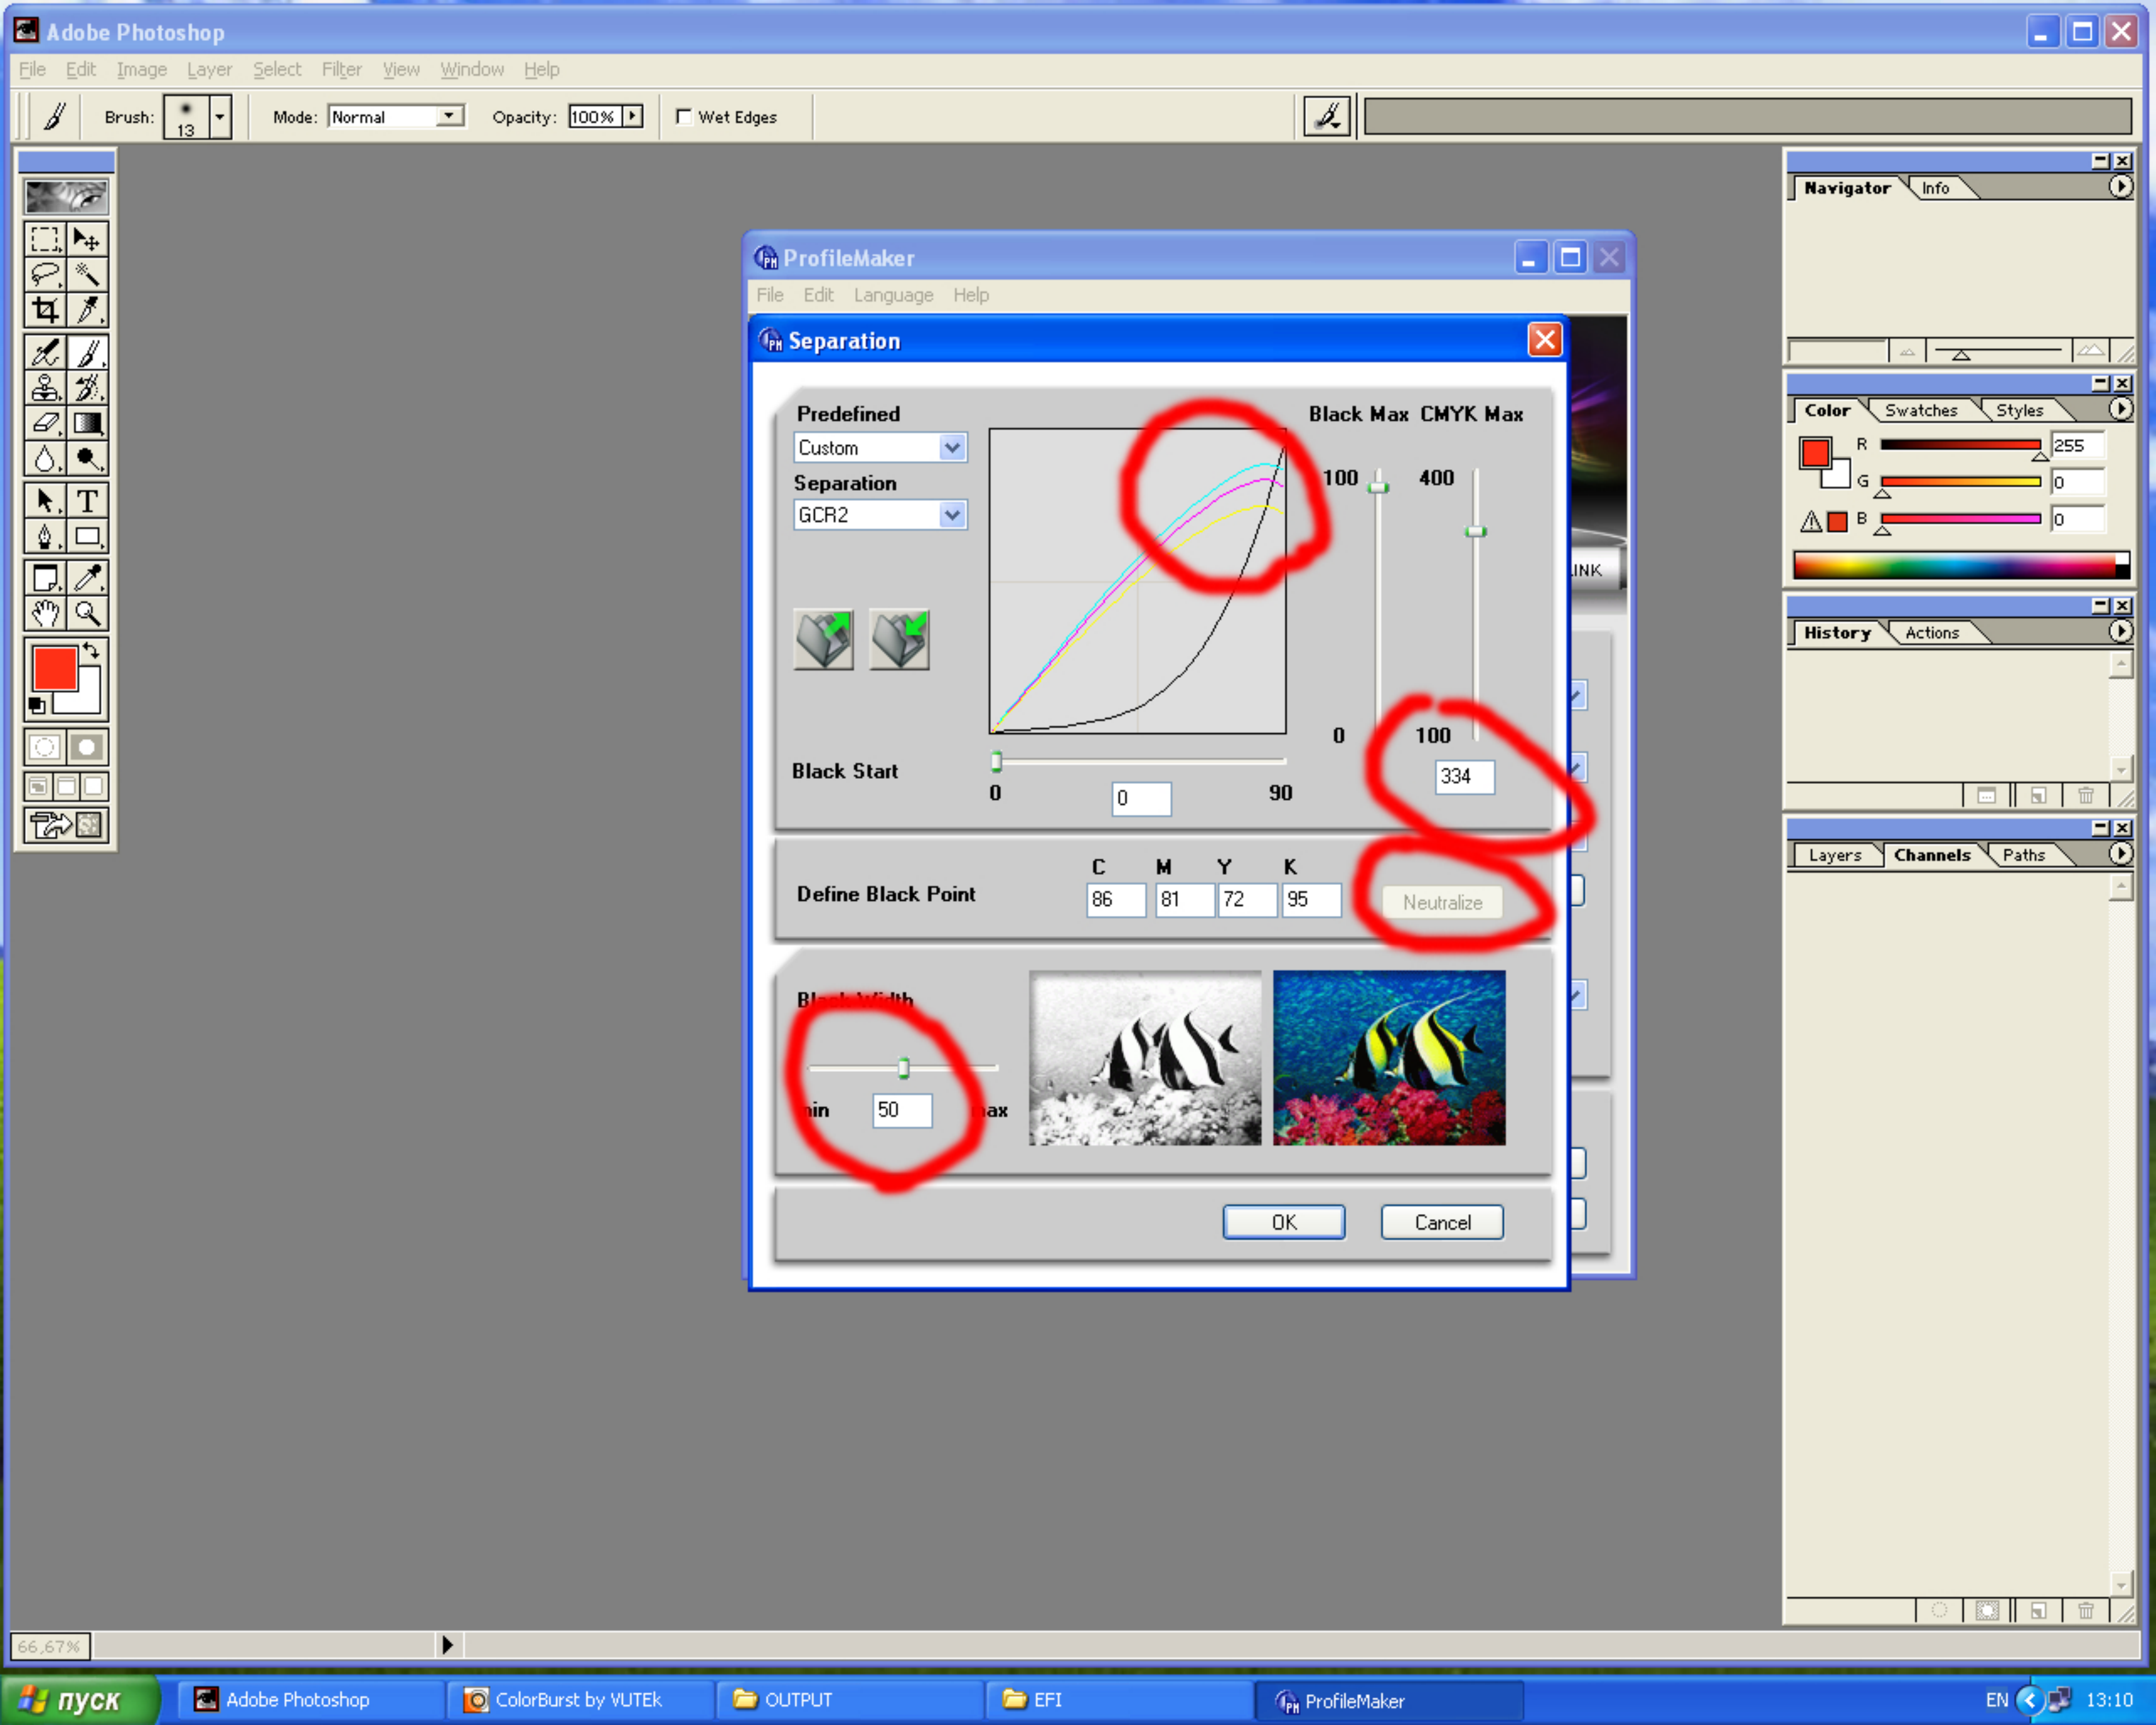 Adobe Photoshop
File Edit Image Layer Select Filter View Window Help
Brush: 13 Mode: Normal Opacity: 100% Wet Edges
Navigator Info
ProfileMaker
File Edit Language Help
Separation
Predefined
Custom
Separation
GCR2
Black Max CMYK Max
100 400
0 100
334
Black Start
0 0 90
C M Y K
Define Black Point 86 81 72 95 Neutralize
Black Width
50
OK Cancel
Color Swatches Styles
R 255
G 0
B 0
History Actions
Layers Channels Paths
66,67%
пуск Adobe Photoshop ColorBurst by VUTEk OUTPUT EFI ProfileMaker EN 13:10